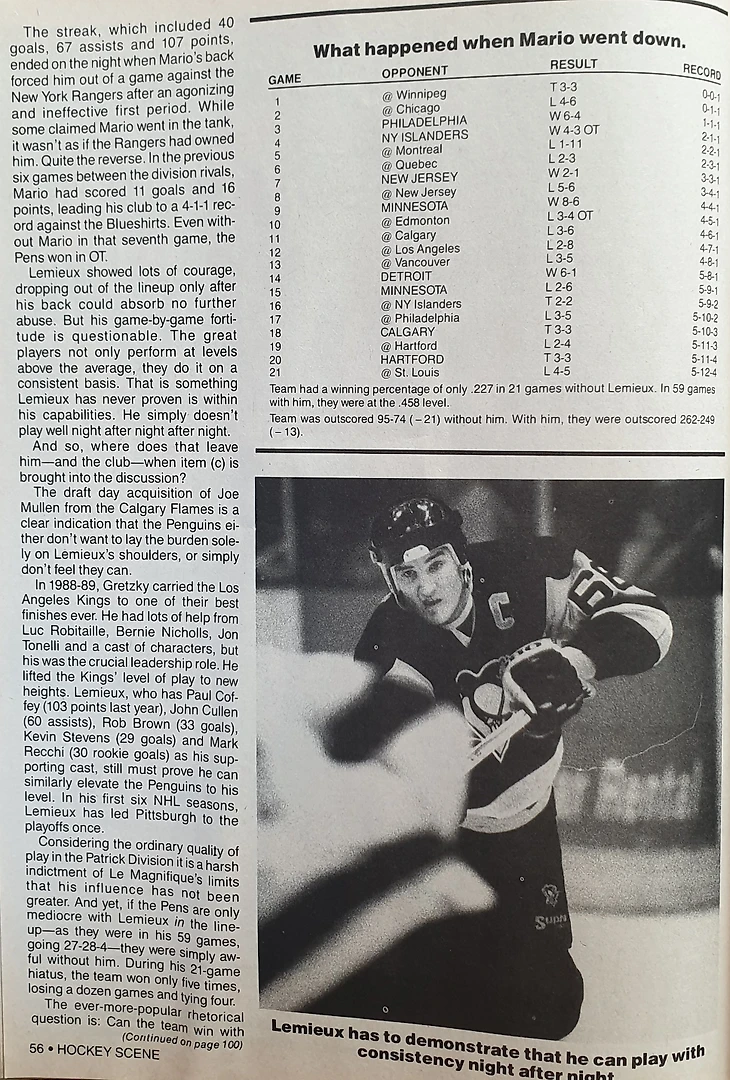 The streak, which included 40
goals, 67 assists and 107 points,
ended on the night when Mario's back
forced him out of a game against the
New York Rangers after an agonizing
and ineffective first period. While
some claimed Mario went in the tank,
it wasn't as if the Rangers had owned
him. Quite the reverse. In the previous
six games between the division rivals,
Mario had scored 11 goals and 16
points, leading his club to a 4-1-1 rec-
ord against the Blueshirts. Even with-
out Mario in that seventh game, the
Pens won in OT.
Lemieux showed lots of courage,
dropping out of the lineup only after
his back could absorb no further
abuse. But his game-by-game forti-
tude is questionable. The great
players not only perform at levels
above the average, they do it on a
consistent basis. That is something
Lemieux has never proven is within
his capabilities. He simply doesn't
play well night after night after night.
And so, where does that leave
him—and the club—when item (c) is
brought into the discussion?
The draft day acquisition of Joe
Mullen from the Calgary Flames is a
clear indication that the Penguins ei-
ther don't want to lay the burden sole-
ly on Lemieux's shoulders, or simply
don't feel they can.
In 1988-89, Gretzky carried the Los
Angeles Kings to one of their best
finishes ever. He had lots of help from
Luc Robitaille, Bernie Nicholls, Jon
Tonelli and a cast of characters, but
his was the crucial leadership role. He
lifted the Kings' level of play to new
heights. Lemieux, who has Paul Cof-
fey (103 points last year), John Cullen
(60 assists), Rob Brown (33 goals),
Kevin Stevens (29 goals) and Mark
Recchi (30 rookie goals) as his sup-
porting cast, still must prove he can
similarly elevate the Penguins to his
level. In his first six NHL seasons,
Lemieux has led Pittsburgh to the
playoffs once.
Considering the ordinary quality of
play in the Patrick Division it is a harsh
indictment of Le Magnifique's limits
that his influence has not been
greater. And yet, if the Pens are only
mediocre with Lemieux in the line-
up—as they were in his 59 games,
going 27-28-4—they were simply aw-
ful without him. During his 21-game
hiatus, the team won only five times,
losing a dozen games and tying four.
The ever-more-popular rhetorical
question is: Can the team win with
(Continued on page 100)
56 • HOCKEY SCENE
What happened when Mario went down.
GAME OPPONENT RESULT RECORD
1 @ Winnipeg T 3-3 0-0-1
2 @ Chicago L 4-6 0-1-1
3 PHILADELPHIA W 6-4 1-1-1
4 NY ISLANDERS W 4-3 OT 2-1-1
5 @ Montreal L 1-11 2-2-1
6 @ Quebec L 2-3 2-3-1
7 NEW JERSEY W 2-1 3-3-1
8 @ New Jersey L 5-6 3-4-1
9 MINNESOTA W 8-6 4-4-1
10 @ Edmonton L 3-4 OT 4-5-1
11 @ Calgary L 3-6 4-6-1
12 @ Los Angeles L 2-8 4-7-1
13 @ Vancouver L 3-5 4-8-1
14 DETROIT W 6-1 5-8-1
15 MINNESOTA L 2-6 5-9-1
16 @ NY Islanders T 2-2 5-9-2
17 @ Philadelphia L 3-5 5-10-2
18 CALGARY T 3-3 5-10-3
19 @ Hartford L 2-4 5-11-3
20 HARTFORD T 3-3 5-11-4
21 @ St. Louis L 4-5 5-12-4
Team had a winning percentage of only .227 in 21 games without Lemieux. In 59 games
with him, they were at the .458 level.
Team was outscored 95-74 (–21) without him. With him, they were outscored 262-249
(–13).
C
Lemieux has to demonstrate that he can play with
consistency night after night.